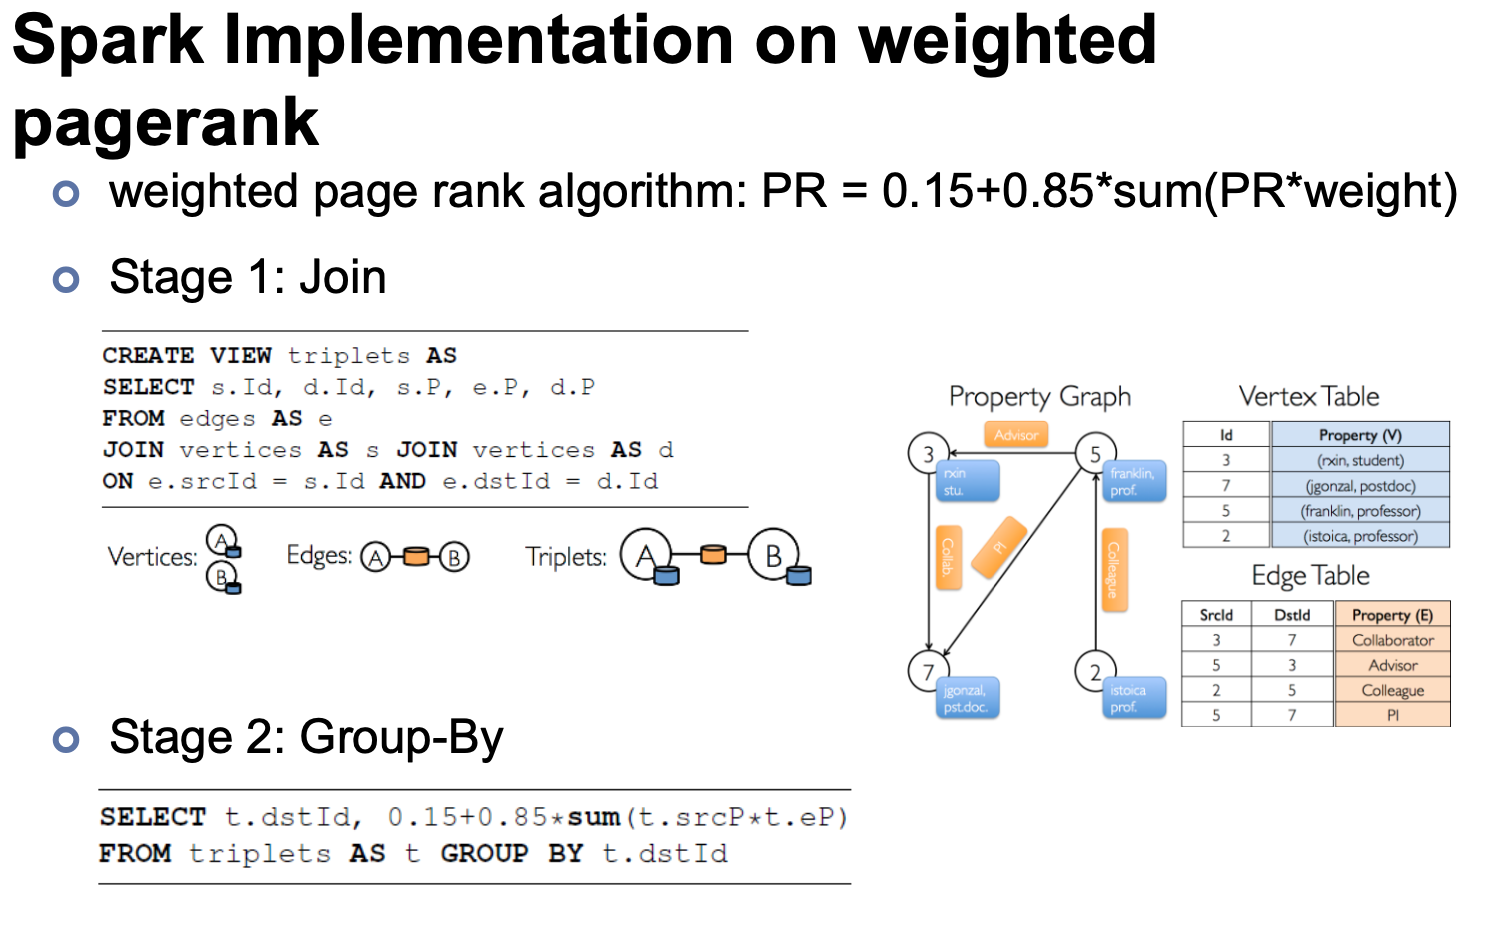 Spark Implementation on weighted
pagerank
weighted page rank algorithm: PR = 0.15+0.85*sum(PR*weight)
Stage 1: Join
CREATE VIEW triplets AS
SELECT s.Id, d.Id, s.P, e.P, d.P
FROM edges AS e
JOIN vertices AS s JOIN vertices AS d
ON e.srcId = s.Id AND e.dstId = d.Id
Vertices: A B
Edges: A B
Triplets: A B
Property Graph
Advisor
3
rxin
stu.
5
franklin,
prof.
Collab.
PI
Colleague
7
jgonzal,
pst.doc.
2
istoica
prof.
Vertex Table
Id Property (V)
3 (rxin, student)
7 (jgonzal, postdoc)
5 (franklin, professor)
2 (istoica, professor)
Edge Table
SrcId DstId Property (E)
3 7 Collaborator
5 3 Advisor
2 5 Colleague
5 7 PI
Stage 2: Group-By
SELECT t.dstId, 0.15+0.85*sum(t.srcP*t.eP)
FROM triplets AS t GROUP BY t.dstId